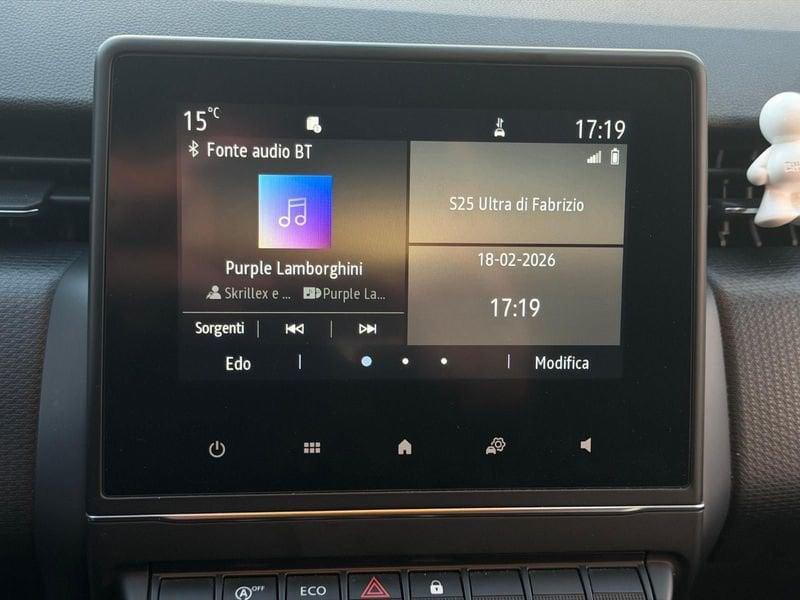 15°C
17:19
Fonte audio BT
Purple Lamborghini
Skrillex e ...
Purple La...
Sorgenti
S25 Ultra di Fabrizio
18-02-2026
17:19
Edo
Modifica
A OFF
ECO